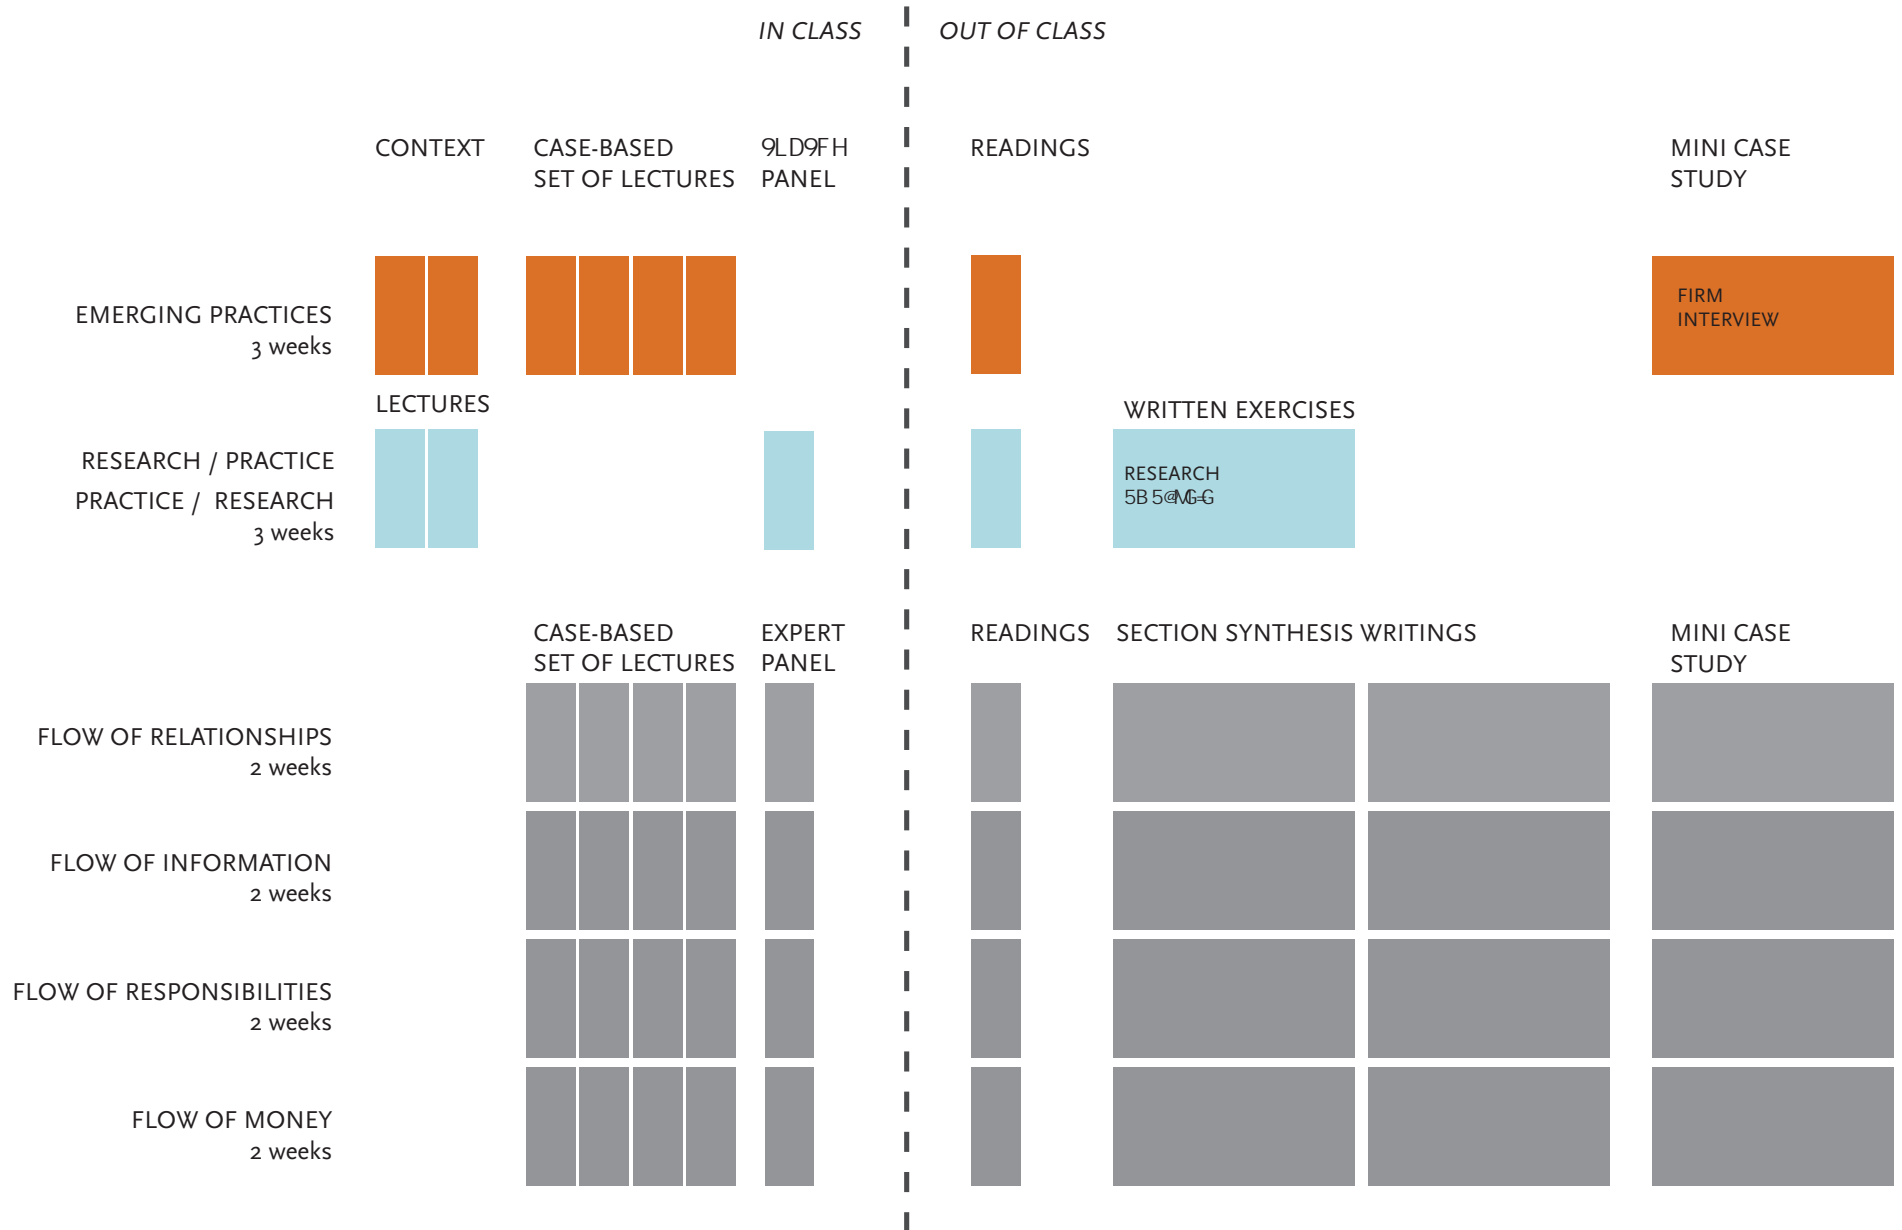 IN CLASS
OUT OF CLASS
CONTEXT
CASE-BASED
SET OF LECTURES
9LD9FH
PANEL
READINGS
MINI CASE
STUDY
EMERGING PRACTICES
3 weeks
FIRM
INTERVIEW
LECTURES
WRITTEN EXERCISES
RESEARCH / PRACTICE
PRACTICE / RESEARCH
3 weeks
RESEARCH
5B5@MG=G
CASE-BASED
SET OF LECTURES
EXPERT
PANEL
READINGS
SECTION SYNTHESIS WRITINGS
MINI CASE
STUDY
FLOW OF RELATIONSHIPS
2 weeks
FLOW OF INFORMATION
2 weeks
FLOW OF RESPONSIBILITIES
2 weeks
FLOW OF MONEY
2 weeks